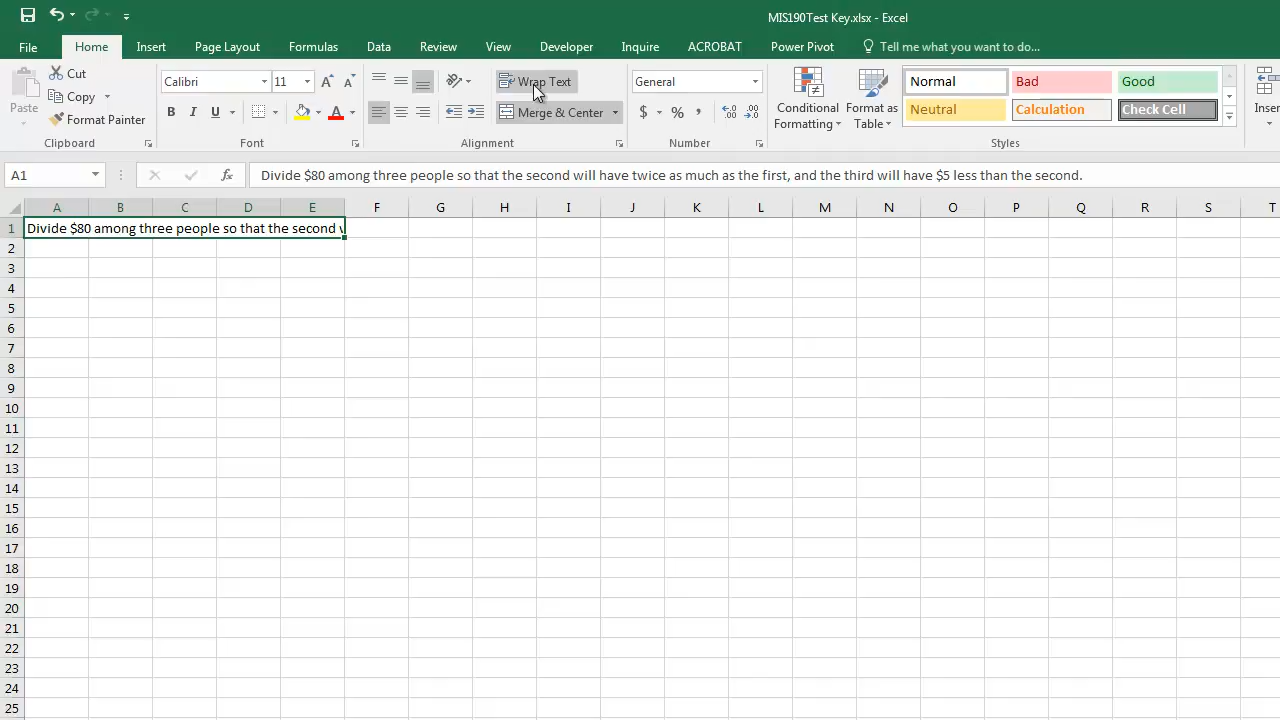 MIS190Test Key.xlsx - Excel
File Home Insert Page Layout Formulas Data Review View Developer Inquire ACROBAT Power Pivot Tell me what you want to do...
Paste
Cut
Copy
Format Painter
Clipboard
Calibri 11
B I U
Font
Wrap Text
Merge & Center
Alignment
General
$ % ,
Number
Conditional Formatting
Format as Table
Normal Bad Good
Neutral Calculation Check Cell
Styles
A1 fx Divide $80 among three people so that the second will have twice as much as the first, and the third will have $5 less than the second.
A B C D E F G H I J K L M N O P Q R S T
1 Divide $80 among three people so that the second
2
3
4
5
6
7
8
9
10
11
12
13
14
15
16
17
18
19
20
21
22
23
24
25